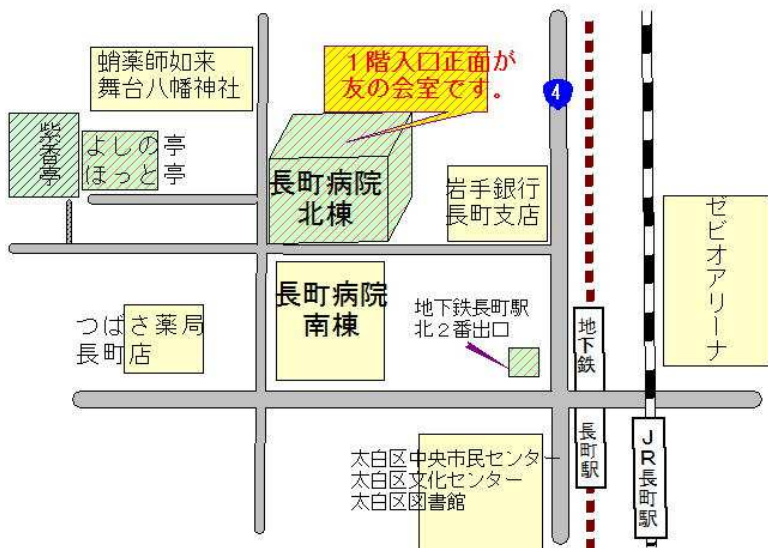 蛸薬師如来
舞台八幡神社
１階入口正面が
友の会室です。
4
紫香亭
よしの亭
ほっと亭
長町病院
北棟
岩手銀行
長町支店
ゼビオアリーナ
長町病院
南棟
地下鉄長町駅
北２番出口
つばさ薬局
長町店
地下鉄
長町駅
ＪＲ長町駅
太白区中央市民センター
太白区文化センター
太白区図書館